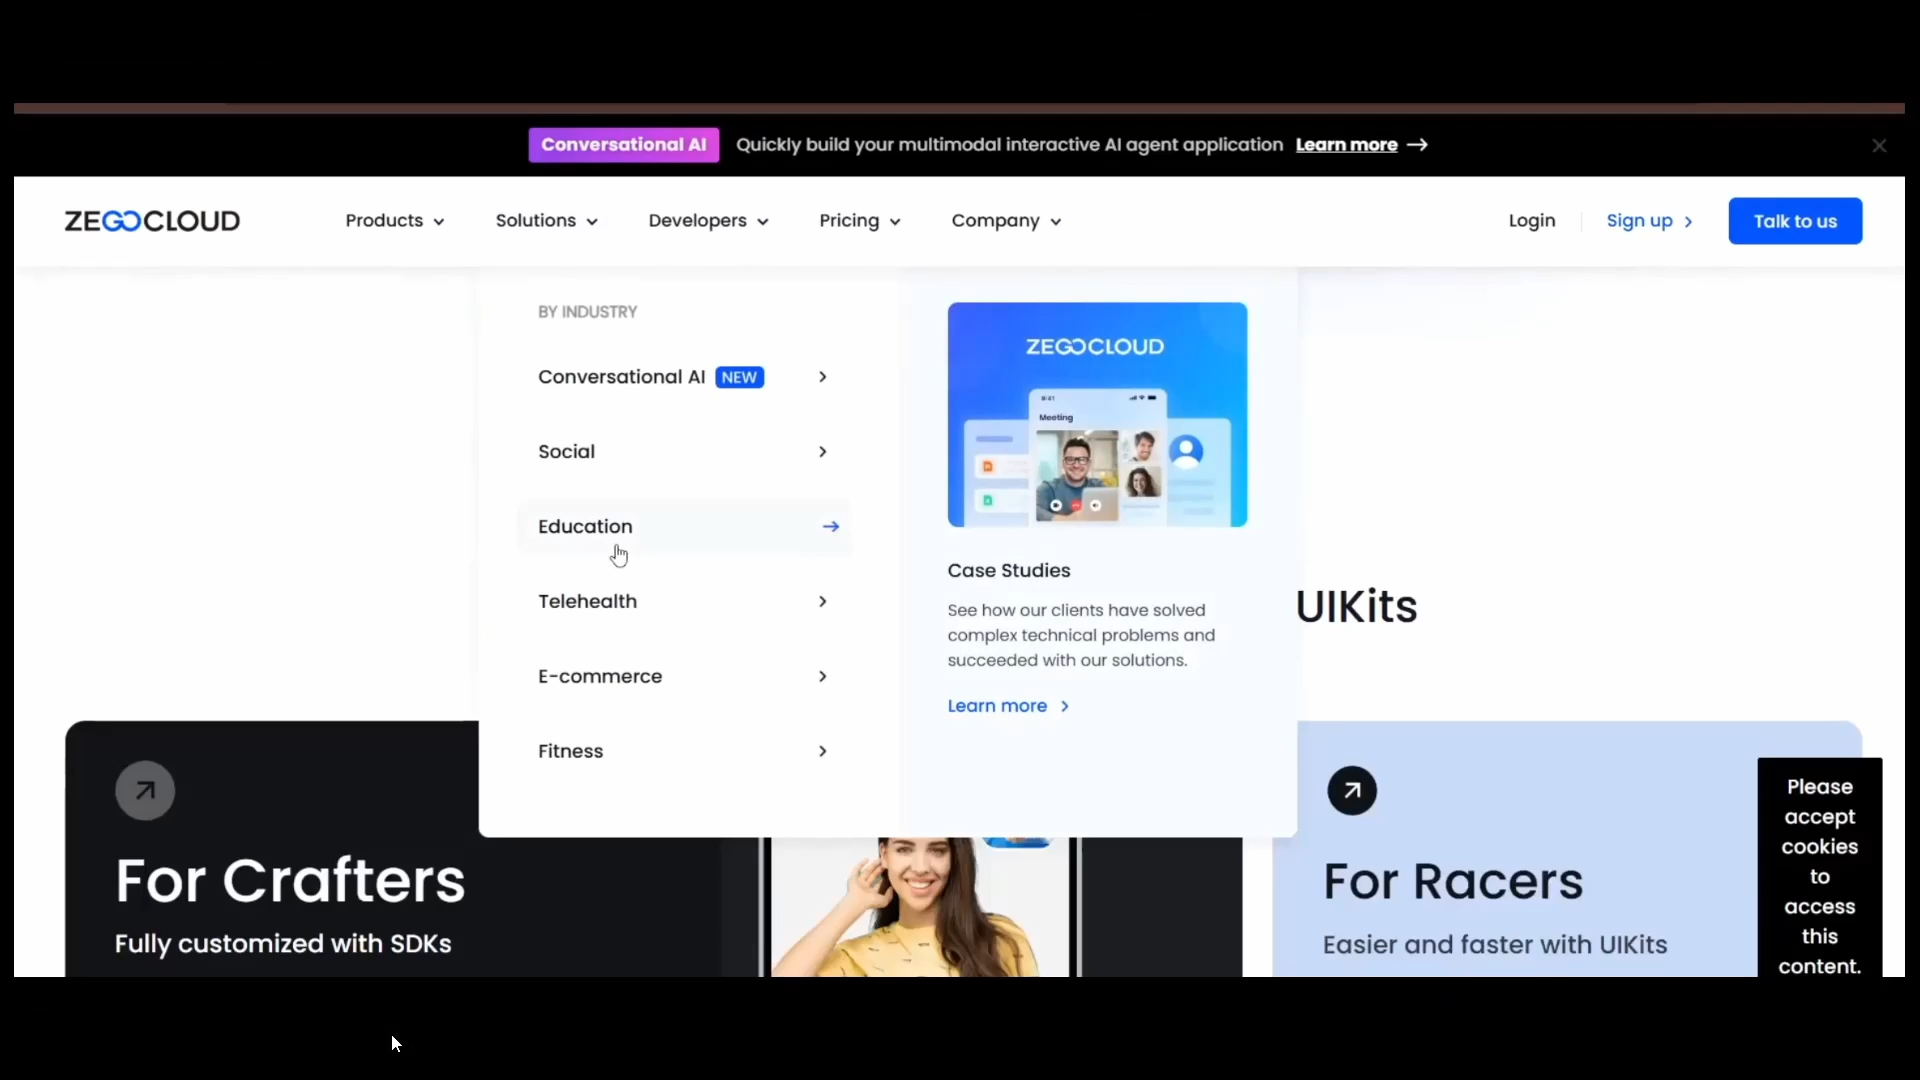 Conversational AI Quickly build your multimodal interactive AI agent application Learn more →
ZEGOCLOUD Products Solutions Developers Pricing Company Login Sign up Talk to us
BY INDUSTRY
Conversational AI NEW
Social
Education
Telehealth
E-commerce
Fitness
ZEGOCLOUD
9:41
Meeting
Case Studies
See how our clients have solved
complex technical problems and
succeeded with our solutions.
Learn more
UIKits
For Crafters
Fully customized with SDKs
For Racers
Easier and faster with UIKits
Please
accept
cookies
to
access
this
content.